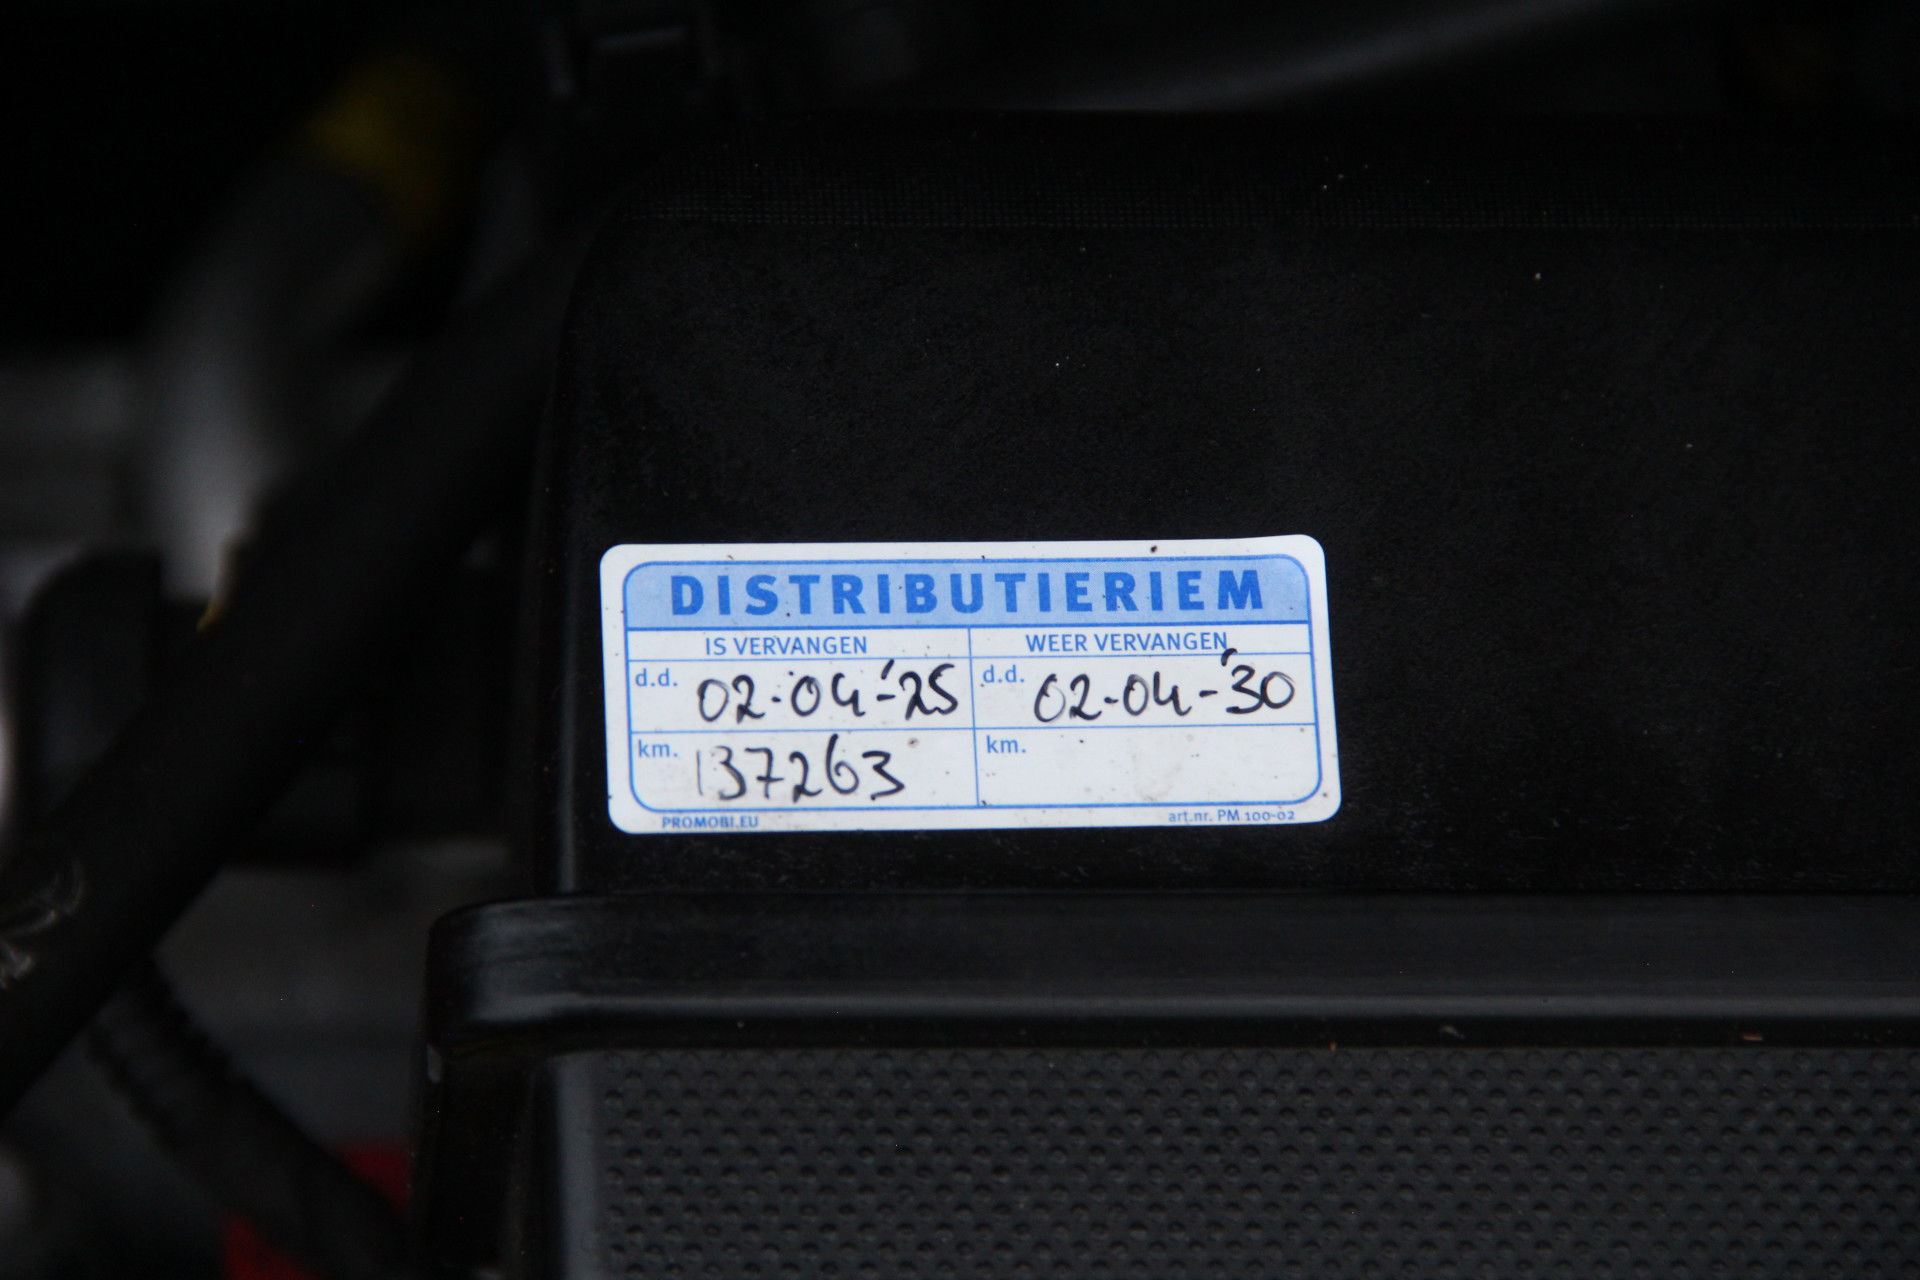 DISTRIBUTIERIEM
IS VERVANGEN WEER VERVANGEN
d.d. 02-04-'25 d.d. 02-04-'30
km. 137263 km.
PROMOBI.EU art.nr. PM 100-02